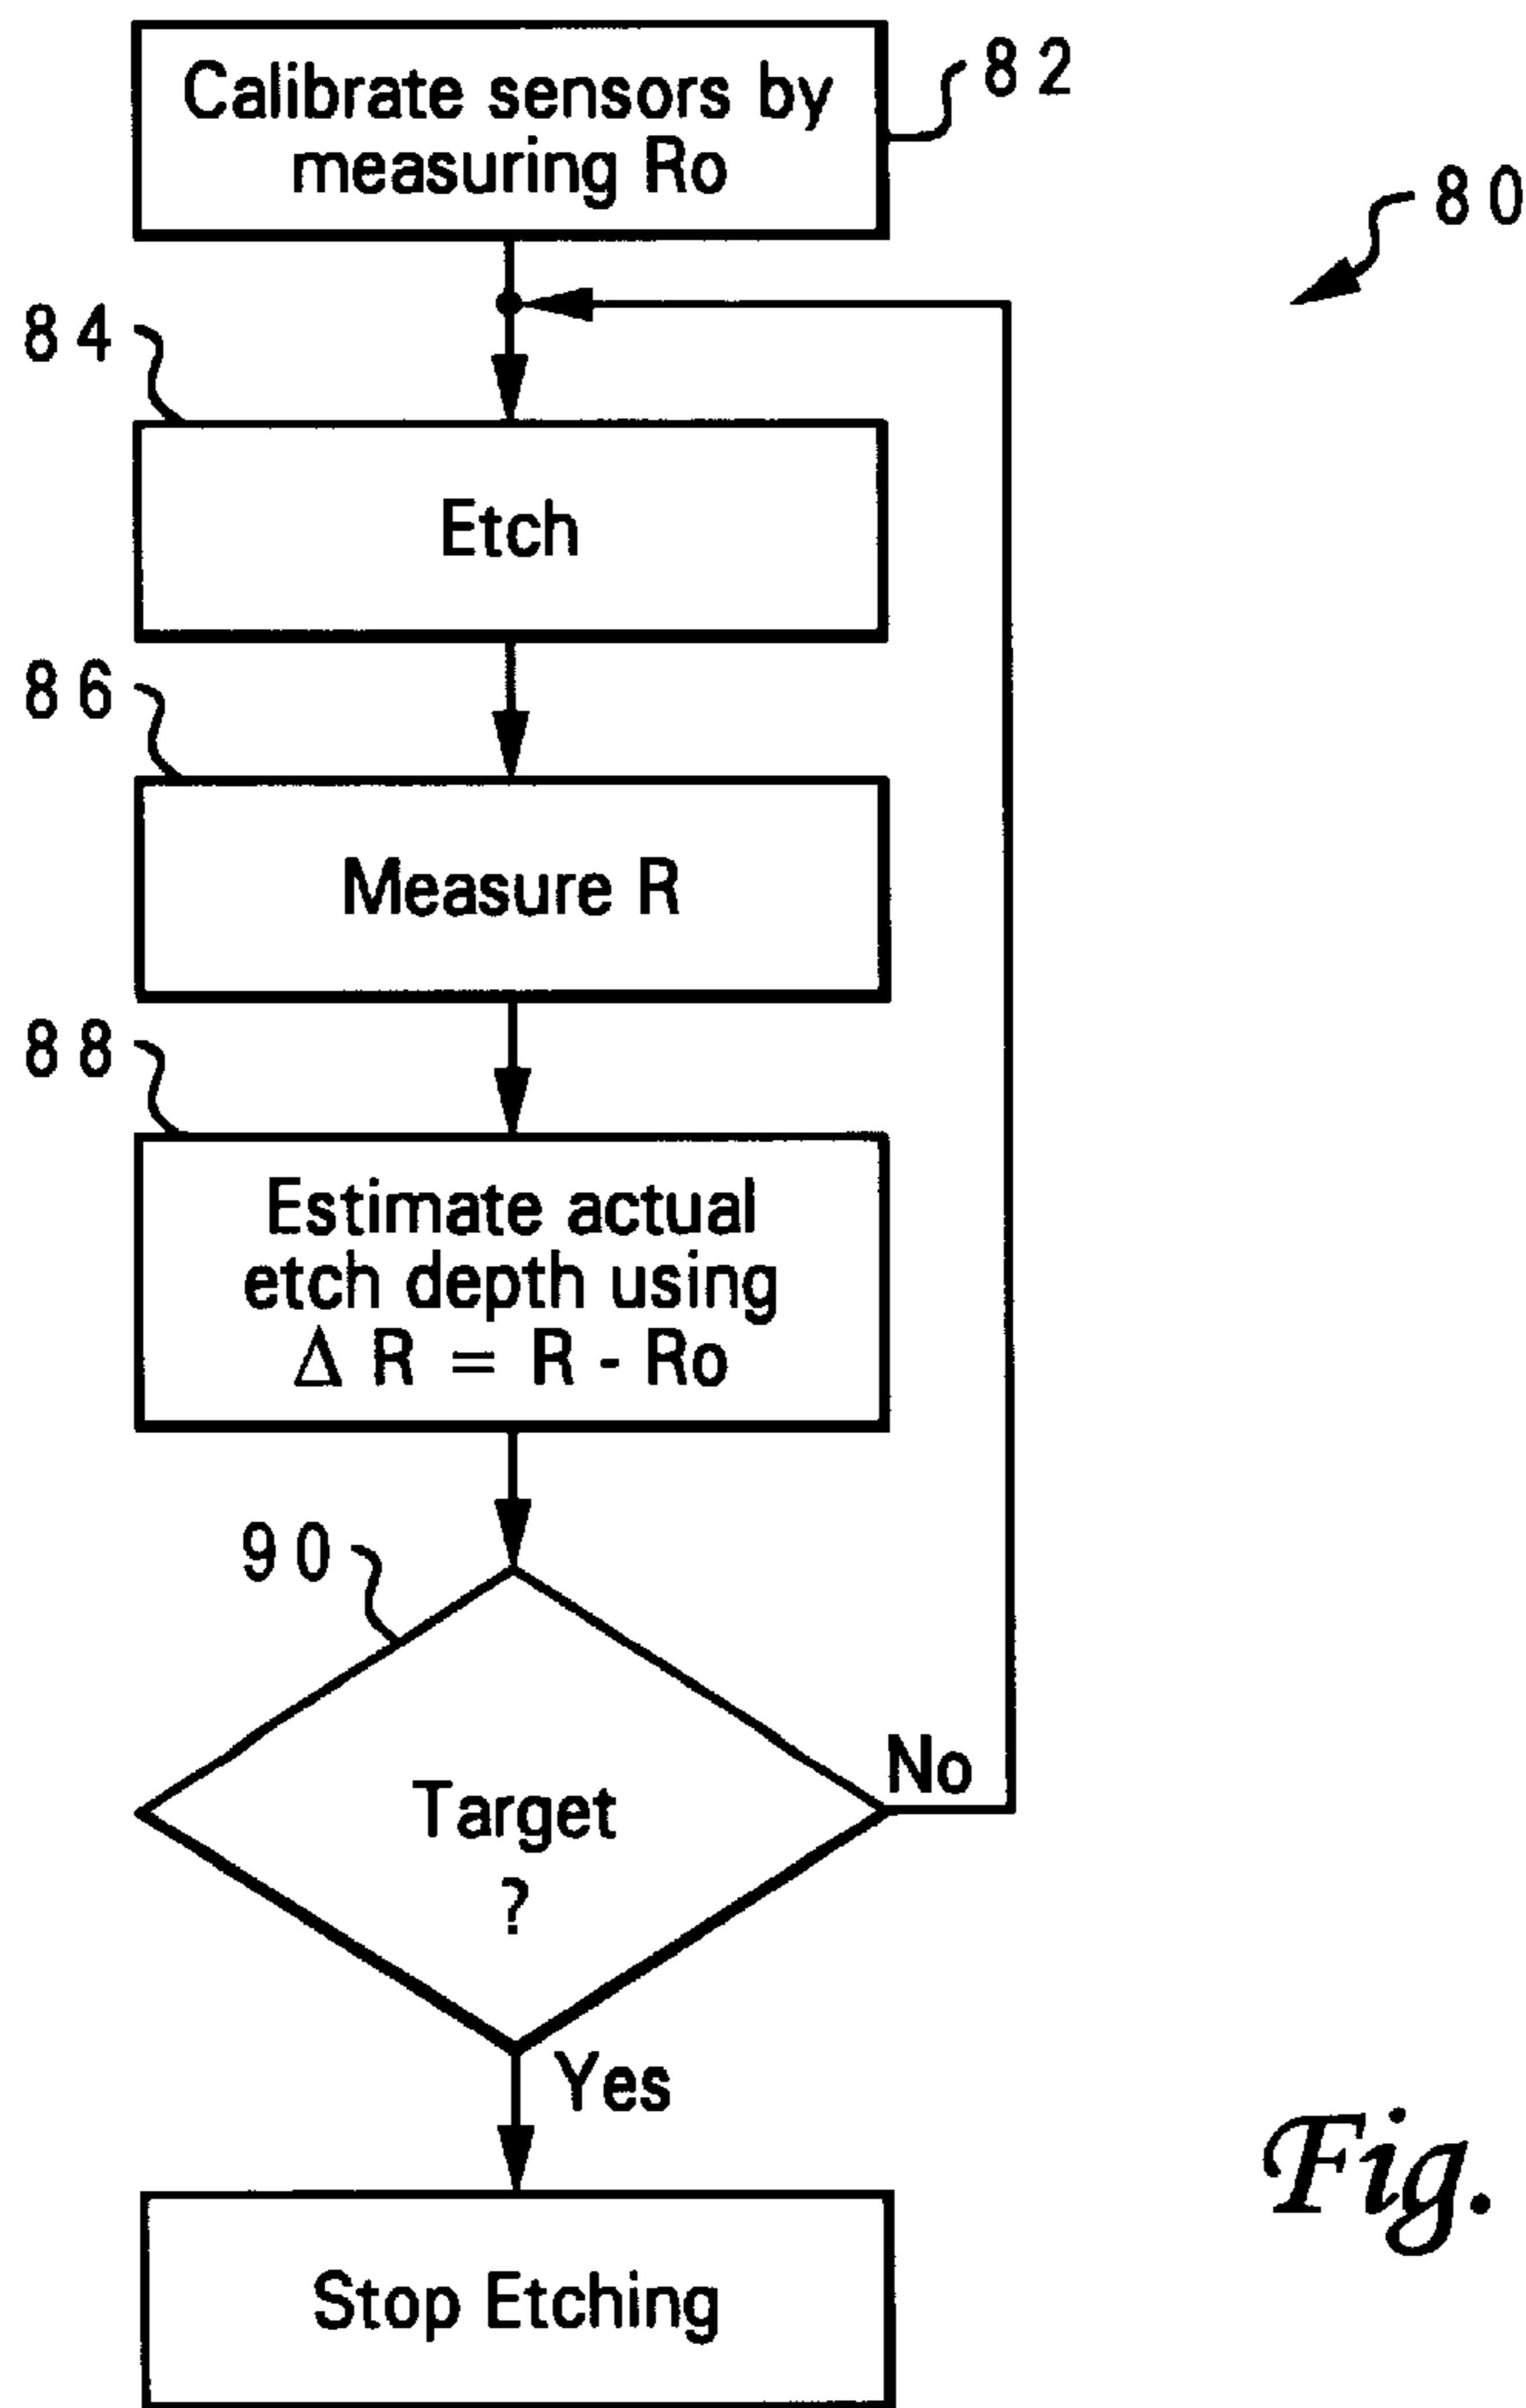 Calibrate sensors by
measuring Ro
82
80
84
Etch
86
Measure R
88
Estimate actual
etch depth using
Δ R = R - Ro
90
Target
?
No
Yes
Stop Etching
Fig.